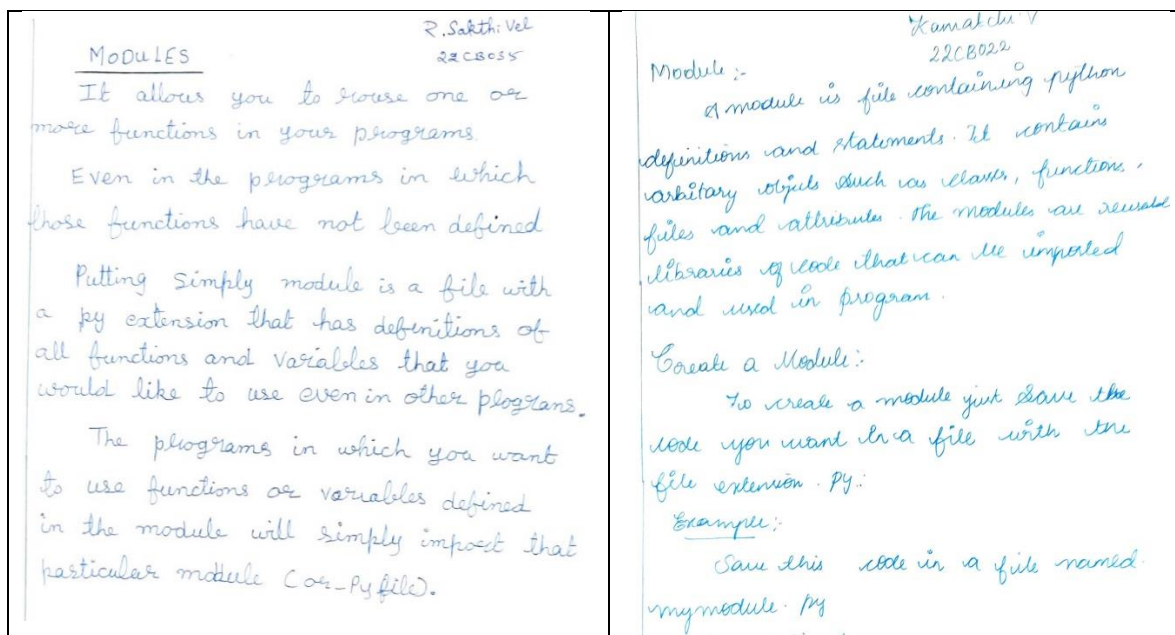 R. Sakthi Vel
22CB035
MODULES
It allows you to rouse one or
more functions in your programs.
Even in the programs in which
those functions have not been defined
Putting Simply module is a file with
a py extension that has definitions of
all functions and variables that you
would like to use even in other plograns.
The programs in which you want
to use functions or variables defined
in the module will simply import that
particular module (or-Py file).
Kamatchi V
22CB022
Module :-
A module is file containing python
definitions and statements. It contains
arbitary objects such as classes, functions,
files and attributes. The modules are reusable
libraries of code that can be imported
and used in program.
Create a Module :-
To create a module just Save the
code you want in a file with the
file extension .py :
Example :-
Save this code in a file named
mymodule.py